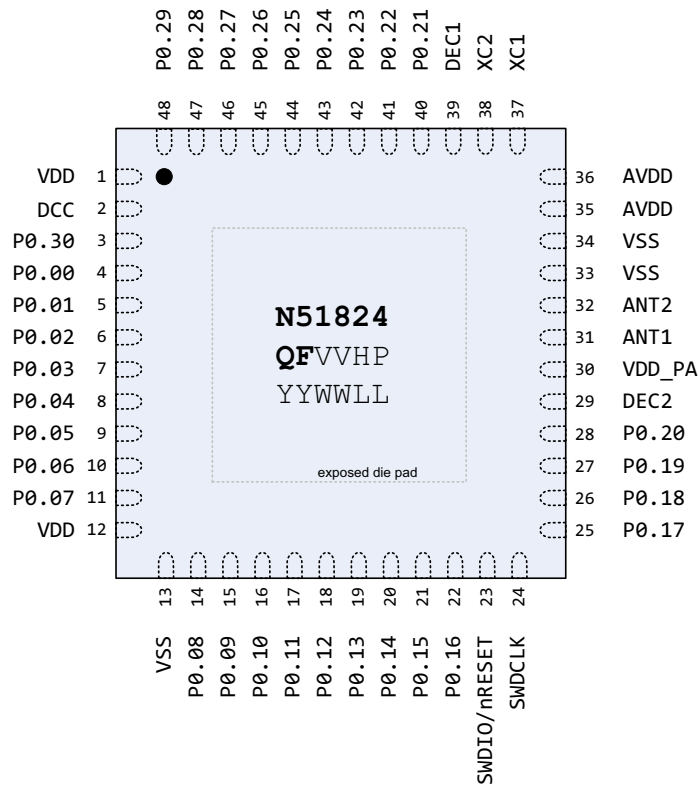 P0.29 P0.28 P0.27 P0.26 P0.25 P0.24 P0.23 P0.22 P0.21 DEC1 XC2 XC1
48 47 46 45 44 43 42 41 40 39 38 37
VDD 1 36 AVDD
DCC 2 35 AVDD
P0.30 3 34 VSS
P0.00 4 33 VSS
P0.01 5 32 ANT2
P0.02 6 31 ANT1
P0.03 7 30 VDD_PA
P0.04 8 29 DEC2
P0.05 9 28 P0.20
P0.06 10 27 P0.19
P0.07 11 26 P0.18
VDD 12 25 P0.17
N51824
QFVVHP
YYWWLL
exposed die pad
13 14 15 16 17 18 19 20 21 22 23 24
VSS P0.08 P0.09 P0.10 P0.11 P0.12 P0.13 P0.14 P0.15 P0.16 SWDIO/nRESET SWDCLK